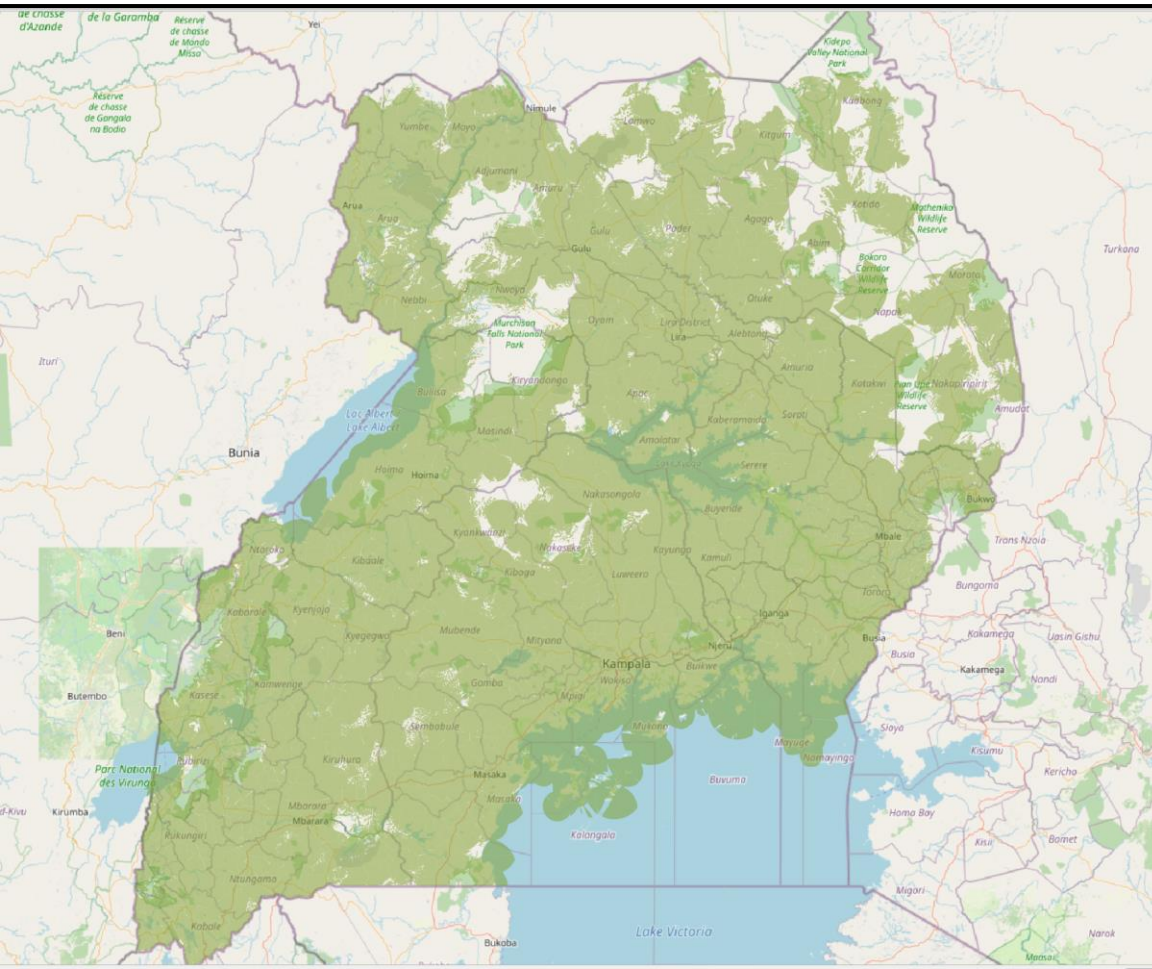 de chasse
d'Azande
de la Garamba
Réserve
de chasse
de Mondo
Missa
Yei
Kidepo
Valley National
Park
Réserve
de chasse
de Gangala
na Bodio
Nimule
Kaabong
Yumbe
Moyo
Lamwo
Kitgum
Adjumani
Amuru
Arua
Arua
Kotido
Matheniko
Wildlife
Reserve
Gulu
Pader
Agago
Abim
Gulu
Turkana
Bokoro
Corridor
Wildlife
Reserve
Moroto
Nebbi
Nwoya
Otuke
Napak
Oyam
Lira District
Lira
Alebtong
Murchison
Falls National
Park
Ituri
Amuria
Kiryandongo
Katakwi
Pian Upe
Wildlife
Reserve
Nakapiripirit
Buliisa
Apac
Amudat
Lac Albert
Lake Albert
Kaberamaido
Soroti
Masindi
Amolatar
Bunia
Hoima
Hoima
Serere
Nakasongola
Bukwo
Buyende
Kyankwanzi
Mbale
Trans Nzoia
Ntoroko
Nakaseke
Kayunga
Kamuli
Kibaale
Kiboga
Luweero
Bungoma
Tororo
Kabarole
Kyenjojo
Iganga
Beni
Kyegegwa
Mubende
Mityana
Njeru
Busia
Kakamega
Uasin Gishu
Busia
Kampala
Wakiso
Buikwe
Kakamega
Nandi
Butembo
Kasese
Kamwenge
Gomba
Mpigi
Sembabule
Mukono
Siaya
Mayuge
Namayingo
Kisumu
Rubirizi
Kiruhura
Parc National
des Virunga
Masaka
Buvuma
Kericho
Masaka
d-Kivu
Kirumba
Mbarara
Mbarara
Homa Bay
Rukungiri
Kalangala
Kisii
Bomet
Ntungamo
Migori
Kabale
Lake Victoria
Bukoba
Narok
Maasai